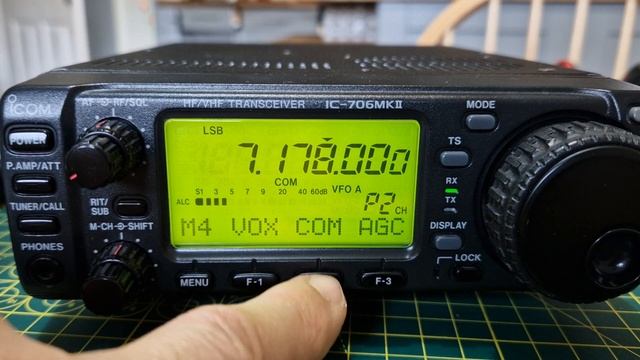 AF RF/SQL
HF/VHF TRANSCEIVER IC-706MKII
ICOM
POWER
P.AMP/ATT
TUNER/CALL
PHONES
RIT/
SUB
M-CH SHIFT
LSB
7.178.000
COM
S1 3 5 7 9 20 40 60dB VFO A
ALC
P2 CH
M4 VOX COM AGC
MENU F-1 F-3
MODE
TS
RX
TX
DISPLAY
LOCK